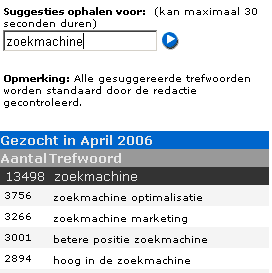 Suggesties ophalen voor: (kan maximaal 30
seconden duren)
zoekmachine
Opmerking: Alle gesuggereerde trefwoorden
worden standaard door de redactie
gecontroleerd.
Gezocht in April 2006
Aantal Trefwoord
13498 zoekmachine
3756 zoekmachine optimalisatie
3266 zoekmachine marketing
3001 betere positie zoekmachine
2894 hoog in de zoekmachine